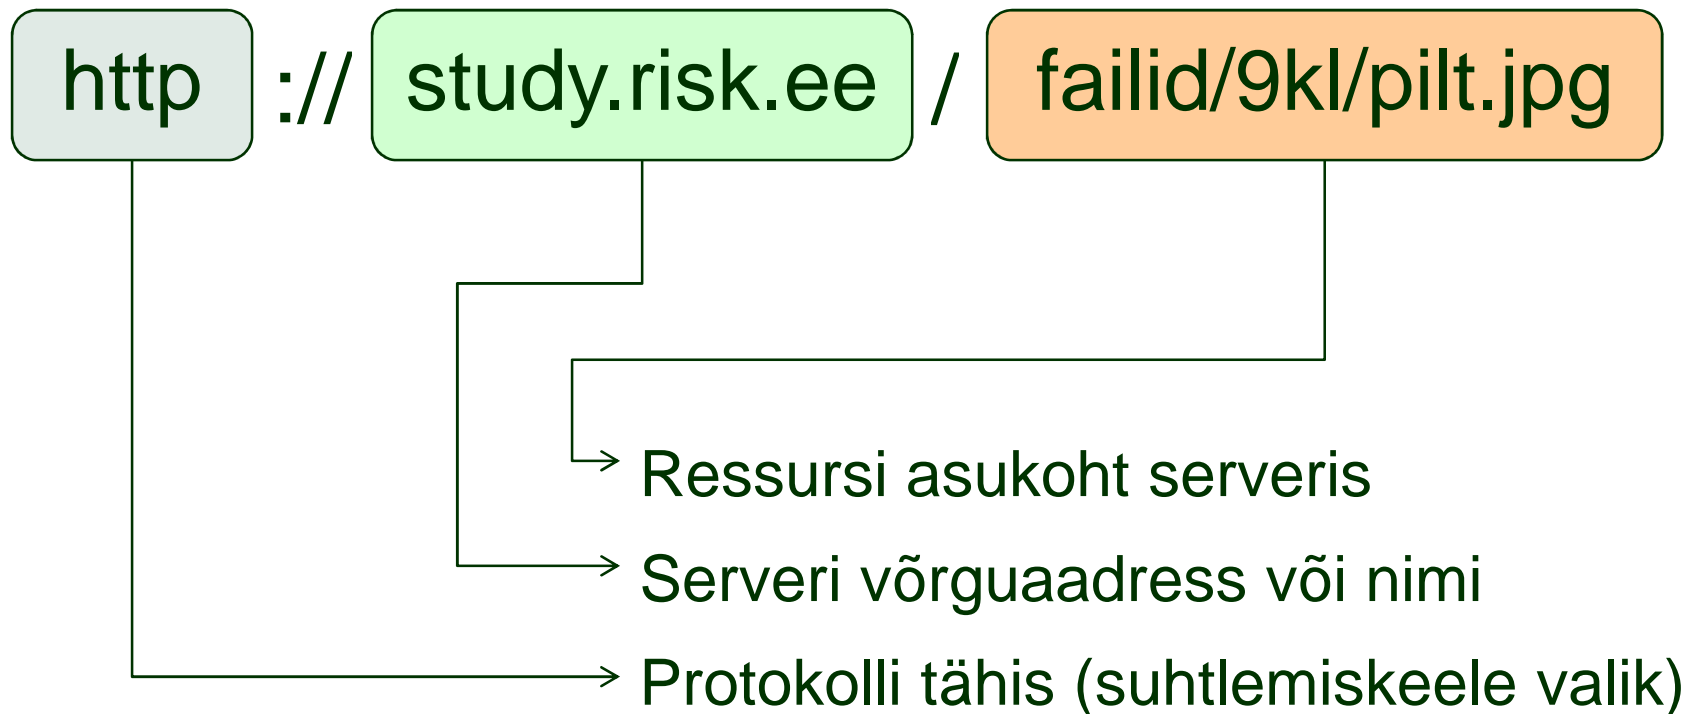 http :// study.risk.ee / failid/9kl/pilt.jpg
Ressursi asukoht serveris
Serveri võrguaadress või nimi
Protokolli tähis (suhtlemiskeele valik)